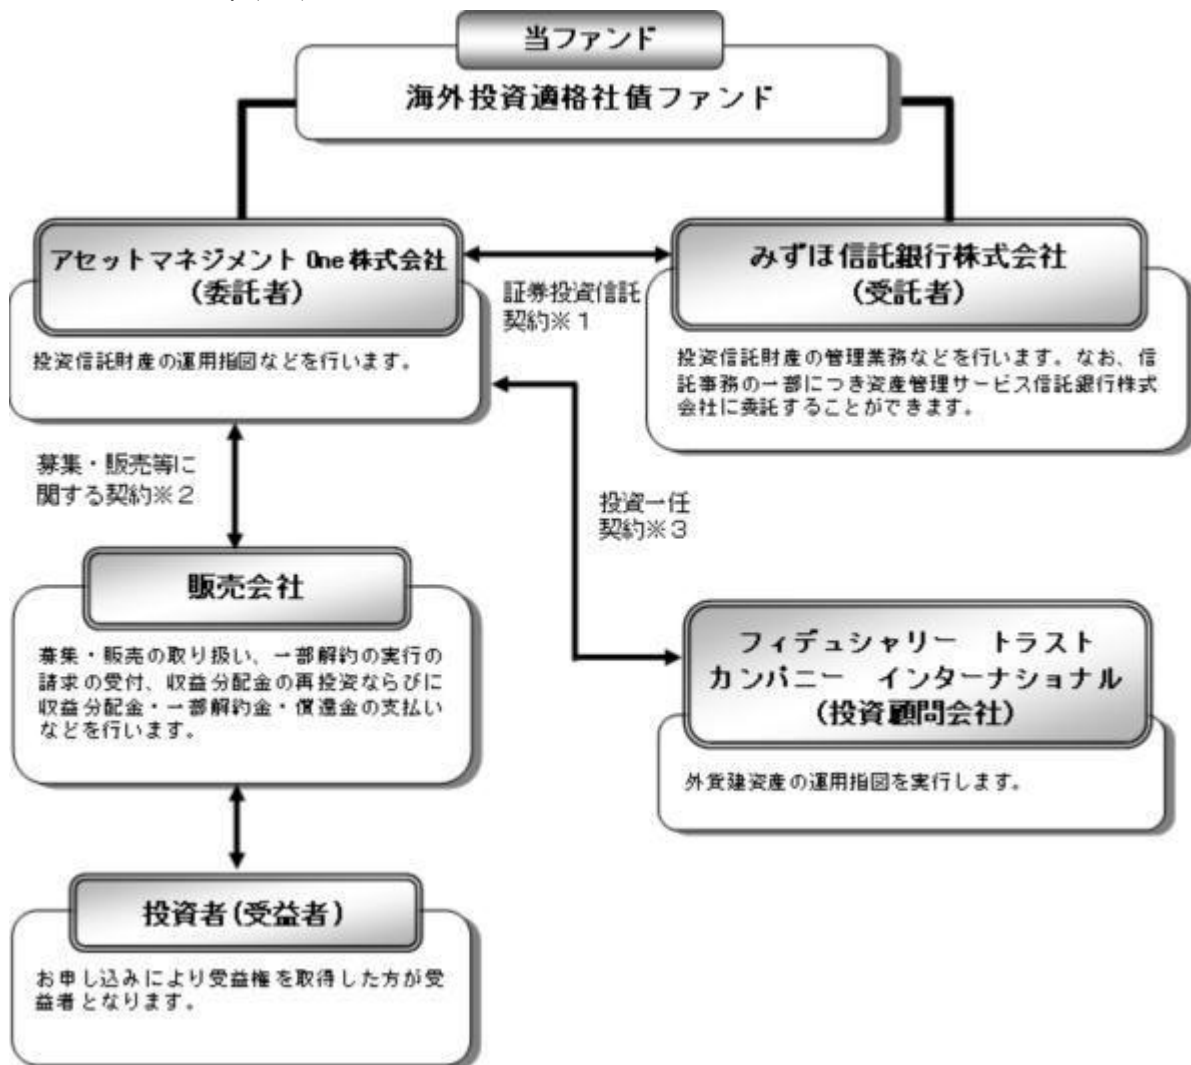 当ファンド
海外投資適格社債ファンド
アセットマネジメント One 株式会社
(委託者)
投資信託財産の運用指図などを行います。
証券投資信託
契約※1
みずほ信託銀行株式会社
(受託者)
投資信託財産の管理業務などを行います。なお、信
託事務の一部につき資産管理サービス信託銀行株式
会社に委託することができます。
募集・販売等に
関する契約※2
投資一任
契約※3
販売会社
募集・販売の取り扱い、一部解約の実行の
請求の受付、収益分配金の再投資ならびに
収益分配金・一部解約金・償還金の支払い
などを行います。
フィデュシャリー トラスト
カンパニー インターナショナル
(投資顧問会社)
外貨建資産の運用指図を実行します。
投資者(受益者)
お申し込みにより受益権を取得した方が受
益者となります。